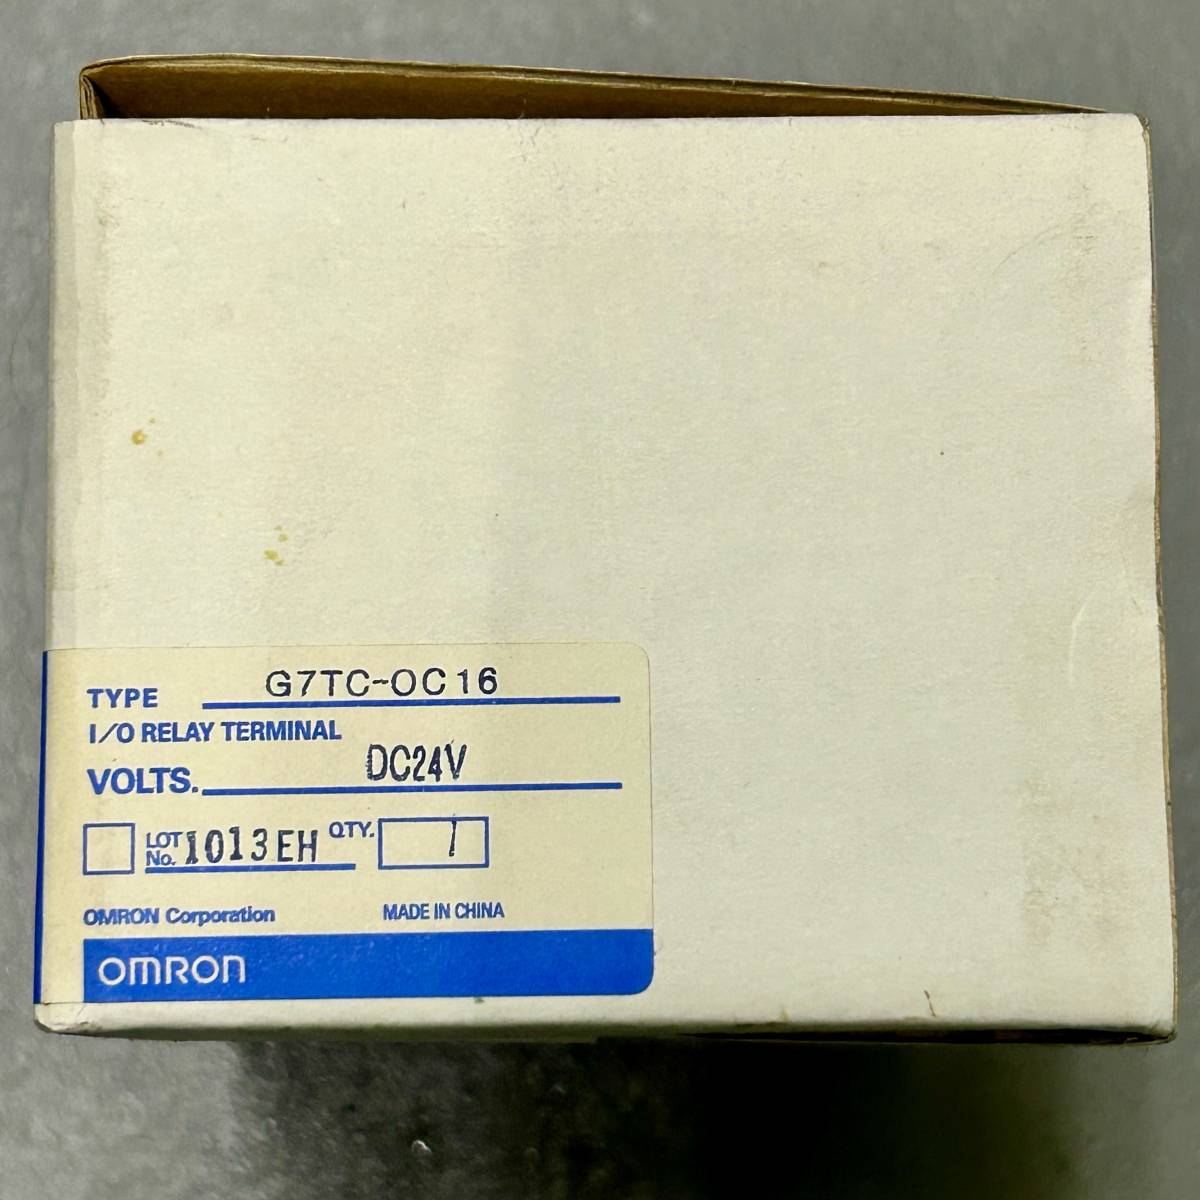 TYPE G7TC-OC16
I/O RELAY TERMINAL
VOLTS. DC24V
LOT No. 1013EH QTY. 1
OMRON Corporation MADE IN CHINA
OMRON